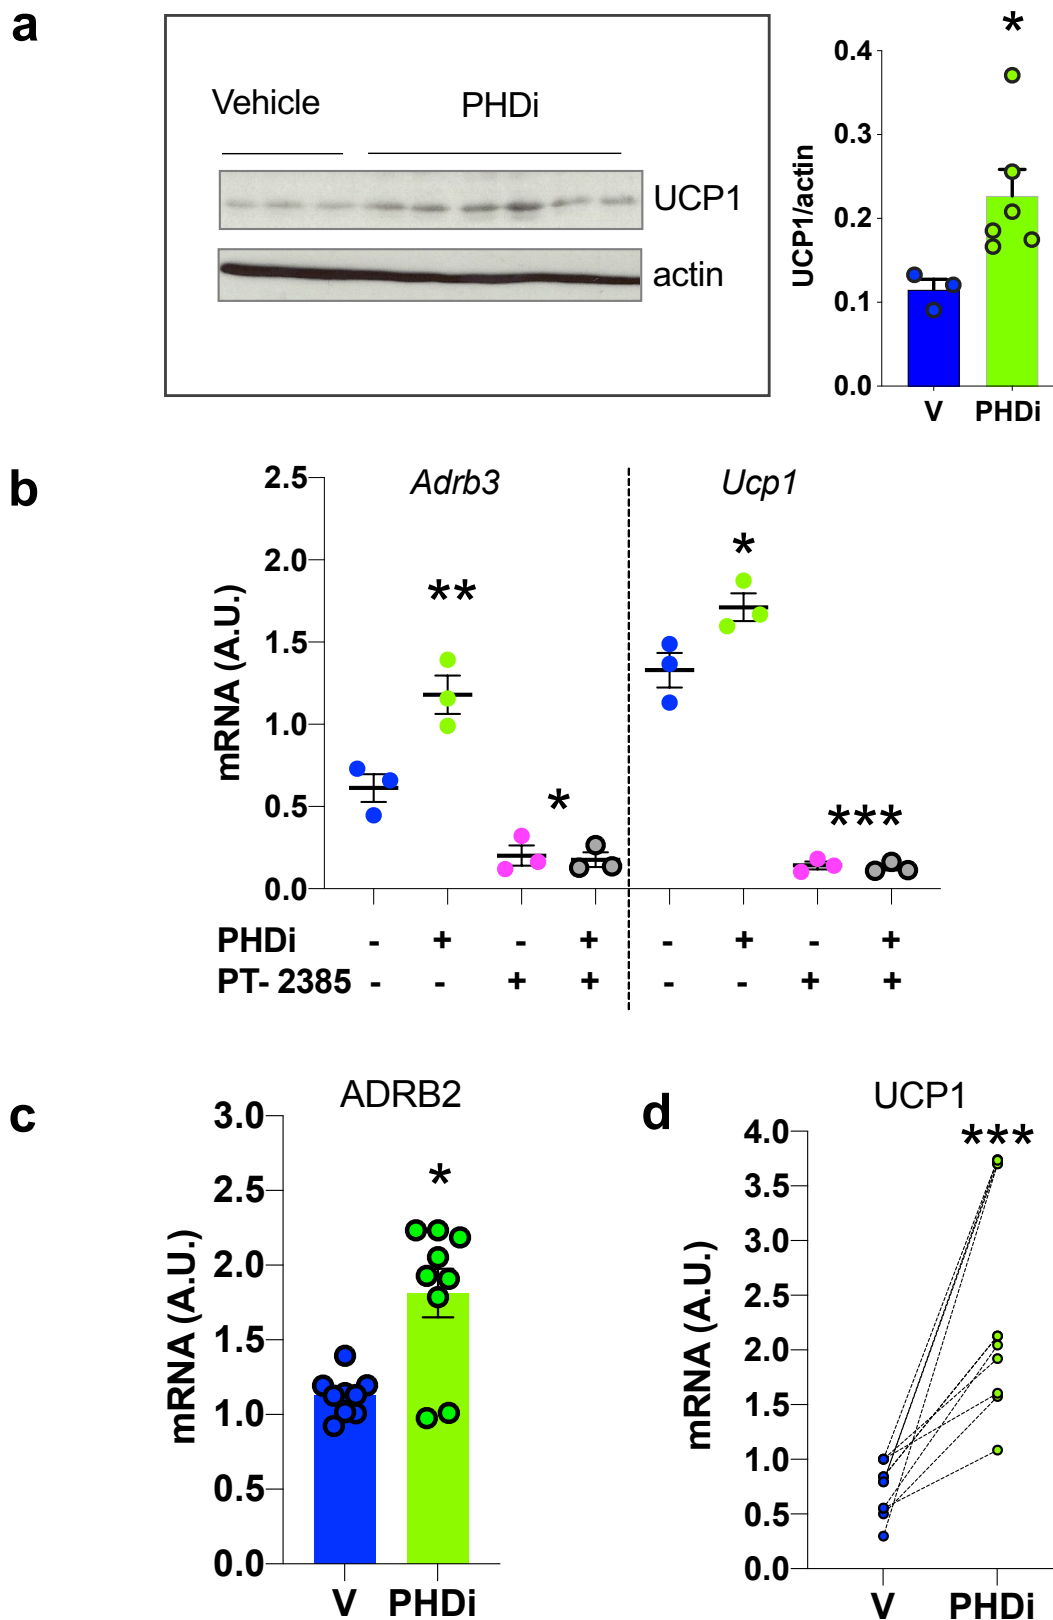 a
Vehicle PHDi
UCP1
actin
*
0.4
0.3
0.2
0.1
0.0
UCP1/actin
V PHDi
b
Adrb3 Ucp1
2.5
2.0
1.5
1.0
0.5
0.0
mRNA (A.U.)
** * * ***
PHDi - + - + - + - +
PT- 2385 - - + + - - + +
c
ADRB2
3.0
2.5
2.0
1.5
1.0
0.5
0.0
mRNA (A.U.)
*
V PHDi
d
UCP1
***
4.0
3.5
3.0
2.5
2.0
1.5
1.0
0.5
0.0
mRNA (A.U.)
V PHDi